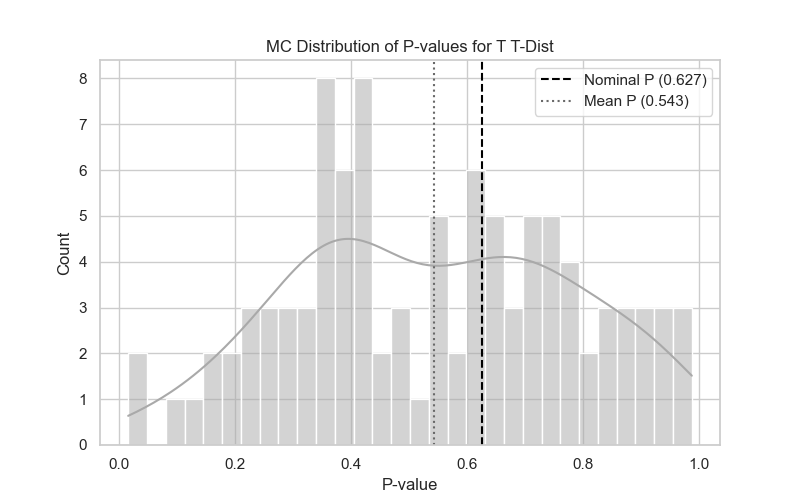 MC Distribution of P-values for T T-Dist
Nominal P (0.627)
Mean P (0.543)
8
7
6
5
4
3
2
1
0
Count
0.0 0.2 0.4 0.6 0.8 1.0
P-value